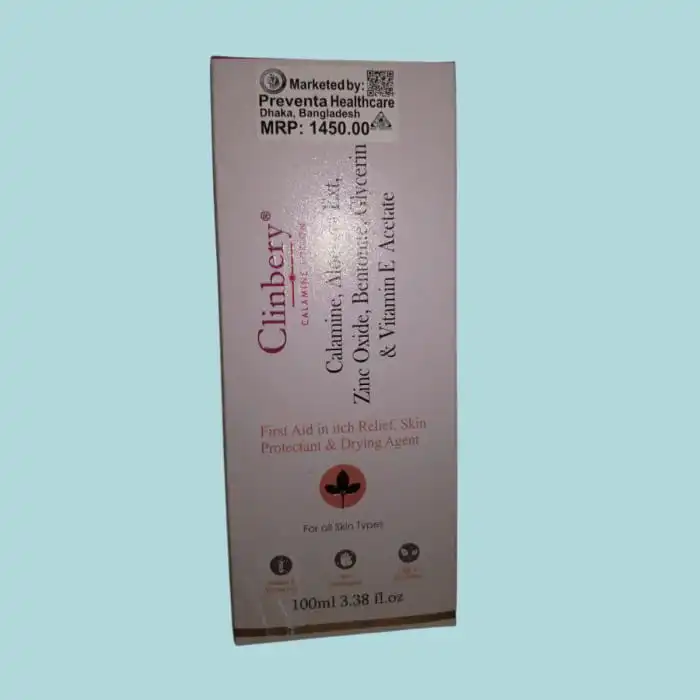 Marketed by:
Preventa Healthcare
Dhaka, Bangladesh
MRP: 1450.00
Clinbery®
CALAMINE LOTION
Calamine, Aloe Ext,
Zinc Oxide, Bentonite, Glycerin
& Vitamin E Acetate
First Aid in itch Relief, Skin
Protectant & Drying Agent
For all Skin Types
100ml 3.38 fl.oz